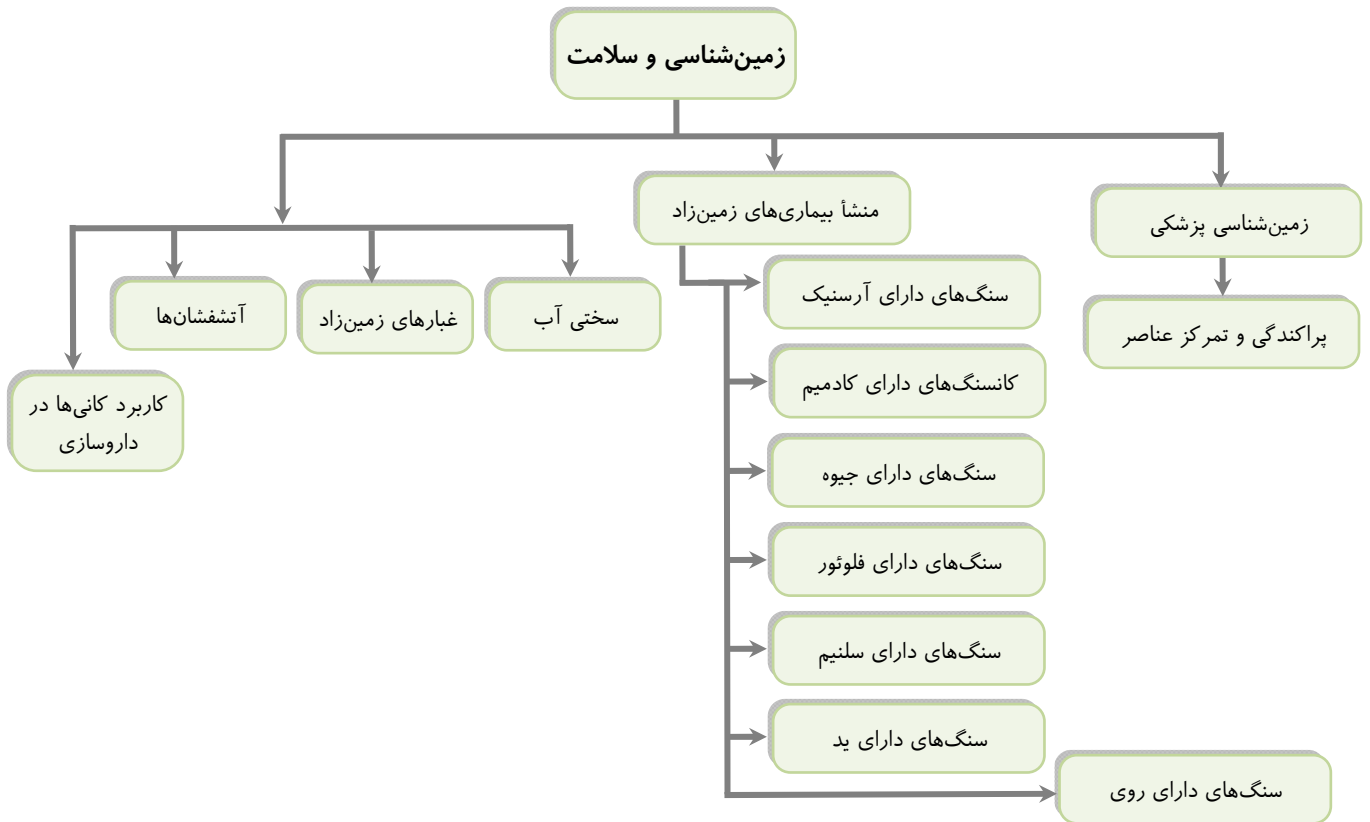 زمین‌شناسی و سلامت
منشأ بیماری‌های زمین‌زاد
زمین‌شناسی پزشکی
پراکندگی و تمرکز عناصر
سنگ‌های دارای آرسنیک
کانسنگ‌های دارای کادمیم
سنگ‌های دارای جیوه
سنگ‌های دارای فلوئور
سنگ‌های دارای سلنیم
سنگ‌های دارای ید
سنگ‌های دارای روی
سختی آب
غبارهای زمین‌زاد
آتشفشان‌ها
کاربرد کانی‌ها در
داروسازی